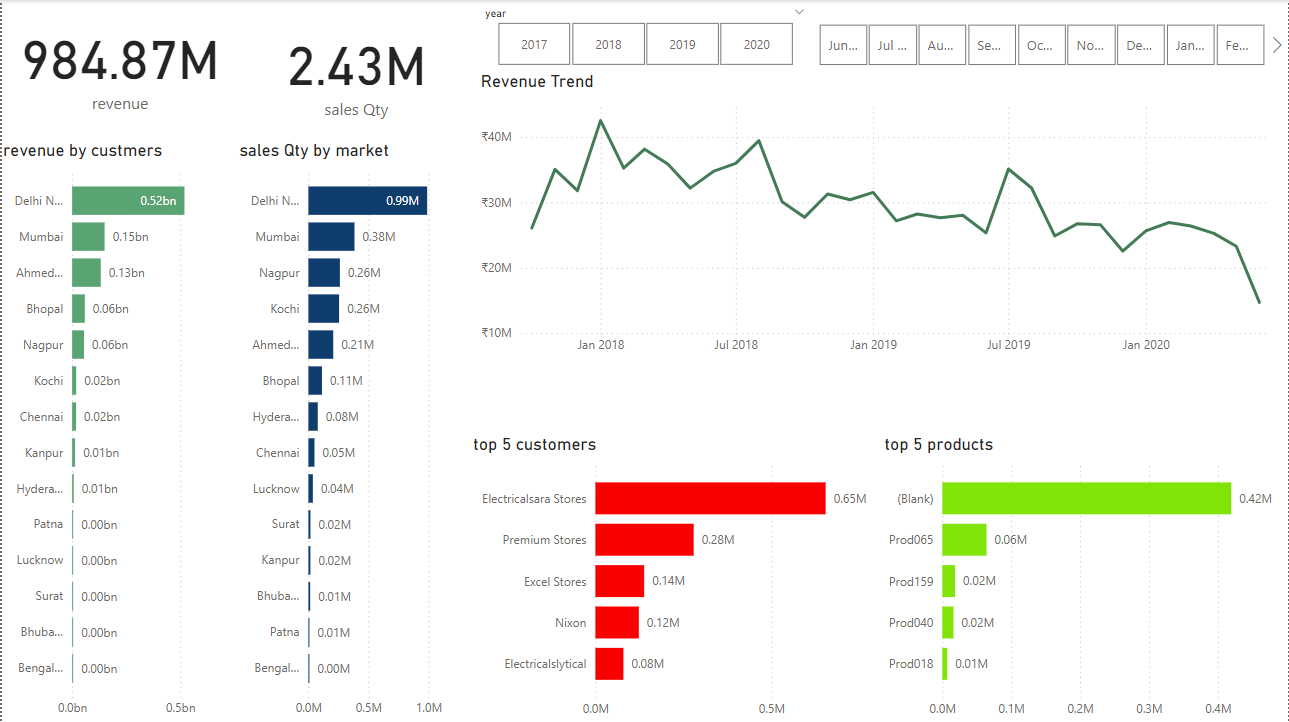 984.87M
revenue
2.43M
sales Qty
year
2017 2018 2019 2020
Jun... Jul ... Au... Se... Oc... No... De... Jan... Fe...
revenue by custmers
Delhi N... 0.52bn
Mumbai 0.15bn
Ahmed... 0.13bn
Bhopal 0.06bn
Nagpur 0.06bn
Kochi 0.02bn
Chennai 0.02bn
Kanpur 0.01bn
Hydera... 0.01bn
Patna 0.00bn
Lucknow 0.00bn
Surat 0.00bn
Bhuba... 0.00bn
Bengal... 0.00bn
0.0bn 0.5bn
sales Qty by market
Delhi N... 0.99M
Mumbai 0.38M
Nagpur 0.26M
Kochi 0.26M
Ahmed... 0.21M
Bhopal 0.11M
Hydera... 0.08M
Chennai 0.05M
Lucknow 0.04M
Surat 0.02M
Kanpur 0.02M
Bhuba... 0.01M
Patna 0.01M
Bengal... 0.00M
0.0M 0.5M 1.0M
Revenue Trend
₹40M
₹30M
₹20M
₹10M
Jan 2018 Jul 2018 Jan 2019 Jul 2019 Jan 2020
top 5 customers
Electricalsara Stores 0.65M
Premium Stores 0.28M
Excel Stores 0.14M
Nixon 0.12M
Electricalslytical 0.08M
0.0M 0.5M
top 5 products
(Blank) 0.42M
Prod065 0.06M
Prod159 0.02M
Prod040 0.02M
Prod018 0.01M
0.0M 0.1M 0.2M 0.3M 0.4M